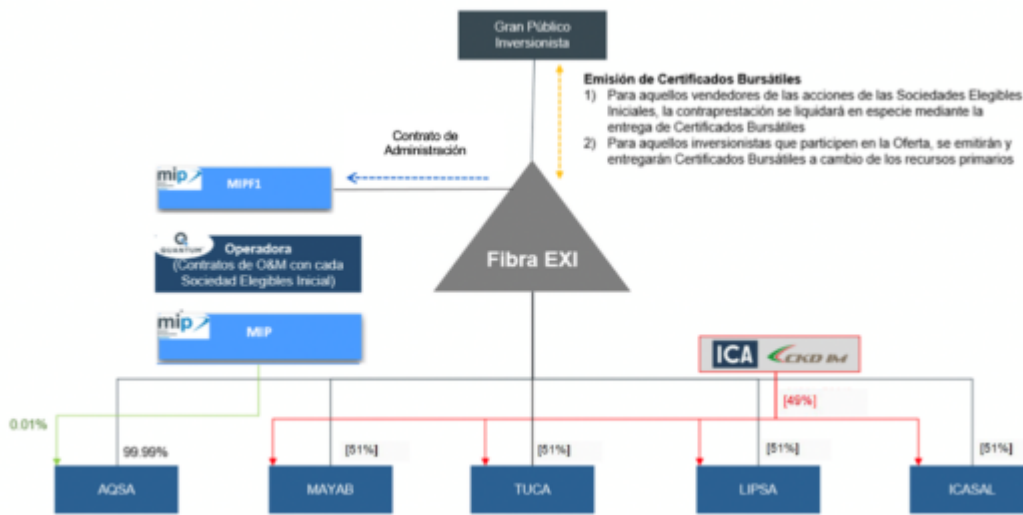 Gran Público
Inversionista
Emisión de Certificados Bursátiles
1) Para aquellos vendedores de las acciones de las Sociedades Elegibles
Iniciales, la contraprestación se liquidará en especie mediante la
entrega de Certificados Bursátiles
2) Para aquellos inversionistas que participen en la Oferta, se emitirán y
entregarán Certificados Bursátiles a cambio de los recursos primarios
Contrato de
Administración
mip
MIPF1
QUANTUM
Operadora
(Contratos de O&M con cada
Sociedad Elegibles Inicial)
Fibra EXI
mip
MIP
ICA CKD IM
[49%]
0.01%
99.99%
[51%]
[51%]
[51%]
[51%]
AQSA
MAYAB
TUCA
LIPSA
ICASAL